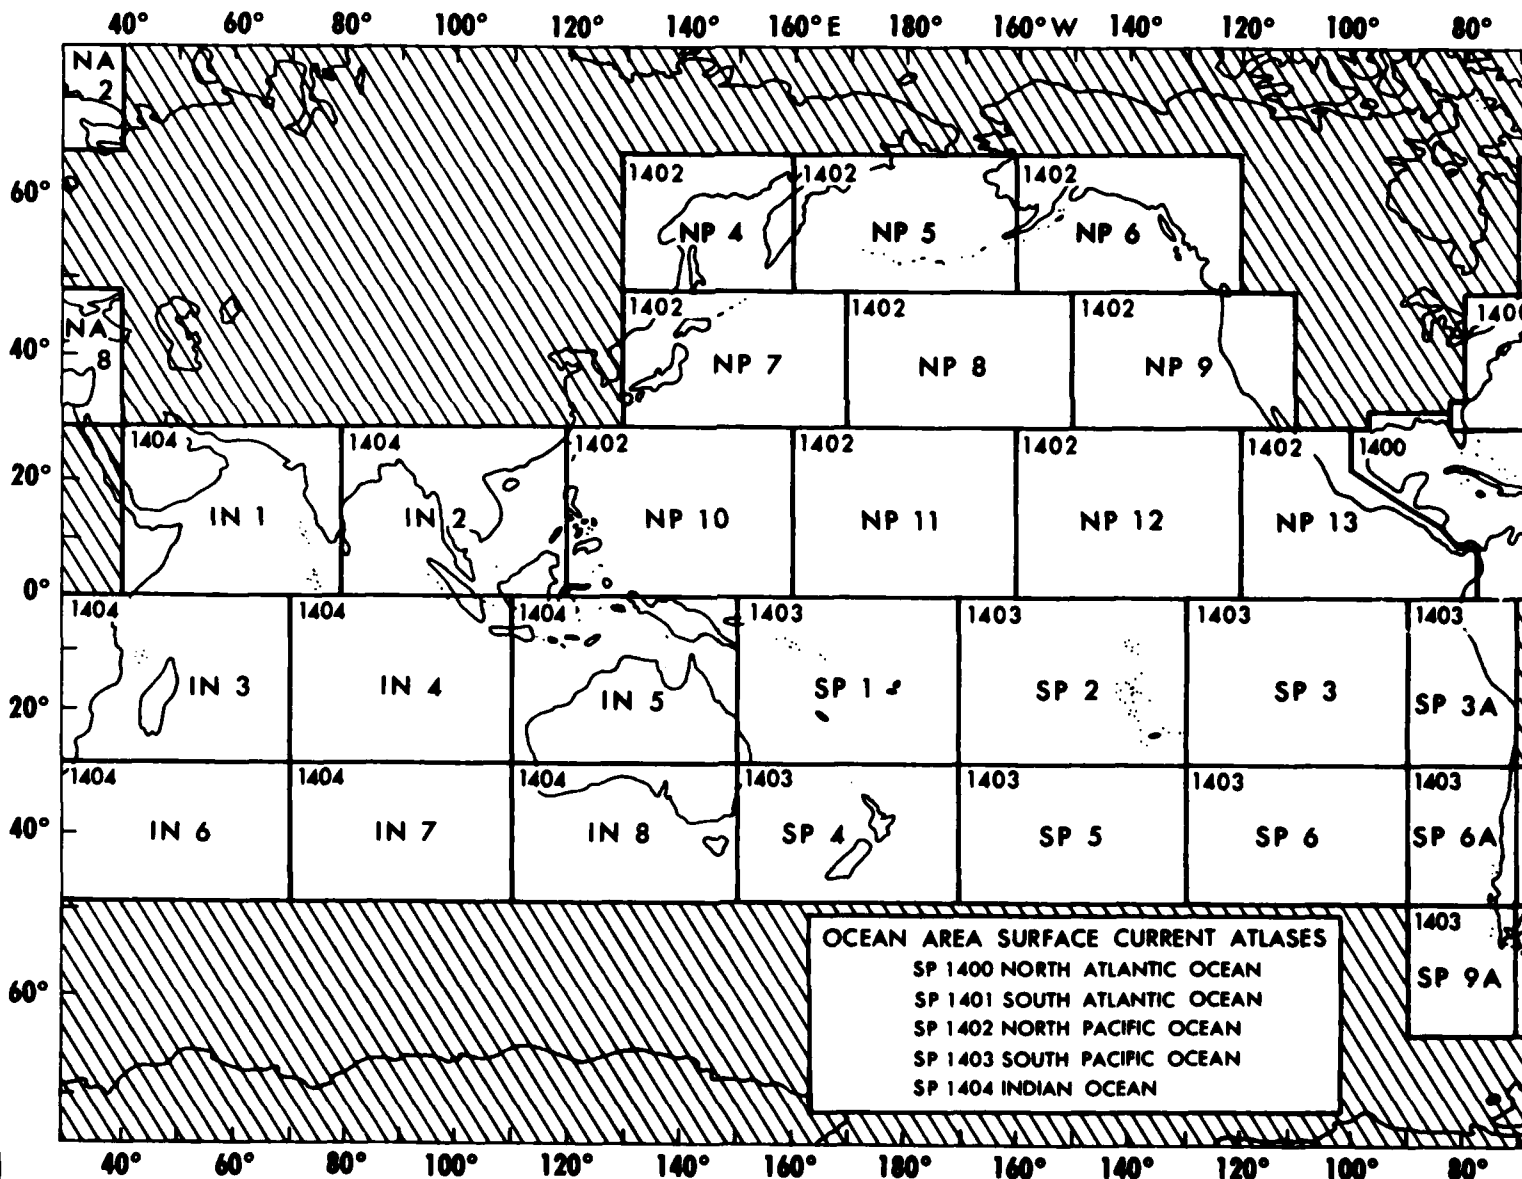 40° 60° 80° 100° 120° 140° 160° E 180° 160° W 140° 120° 100° 80°
NA
2
60°
1402 1402 1402
NP 4 NP 5 NP 6
NA
8
1402 1402 1402 140
40°
NP 7 NP 8 NP 9
1404 1404 1402 1402 1402 1402 1400
20°
IN 1 IN 2 NP 10 NP 11 NP 12 NP 13
0°
1404 1404 1404 1403 1403 1403 1403
IN 3 IN 4 IN 5 SP 1 SP 2 SP 3 SP 3A
20°
1404 1404 1404 1403 1403 1403 1403
40°
IN 6 IN 7 IN 8 SP 4 SP 5 SP 6 SP 6A
1403
SP 9A
60°
OCEAN AREA SURFACE CURRENT ATLASES
SP 1400 NORTH ATLANTIC OCEAN
SP 1401 SOUTH ATLANTIC OCEAN
SP 1402 NORTH PACIFIC OCEAN
SP 1403 SOUTH PACIFIC OCEAN
SP 1404 INDIAN OCEAN
40° 60° 80° 100° 120° 140° 160° 180° 160° 140° 120° 100° 80°